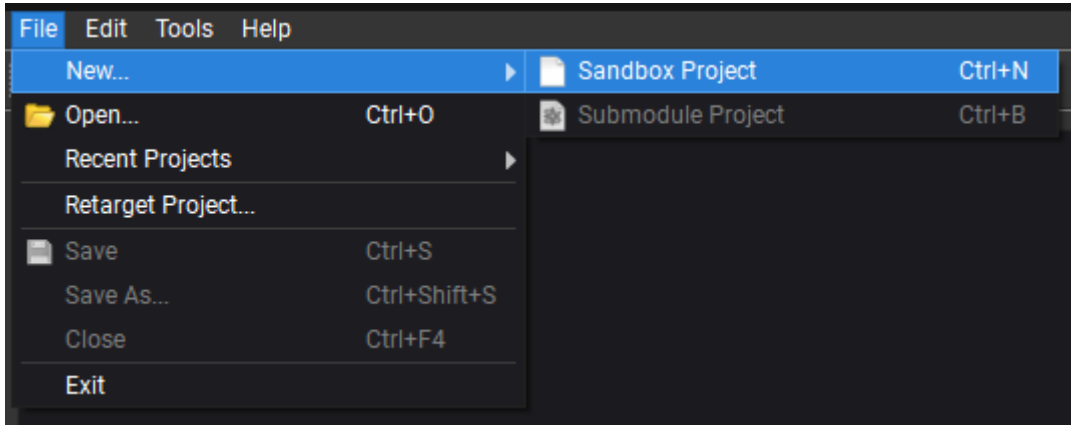 File Edit Tools Help
New... Sandbox Project Ctrl+N
Open... Ctrl+O Submodule Project Ctrl+B
Recent Projects
Retarget Project...
Save Ctrl+S
Save As... Ctrl+Shift+S
Close Ctrl+F4
Exit